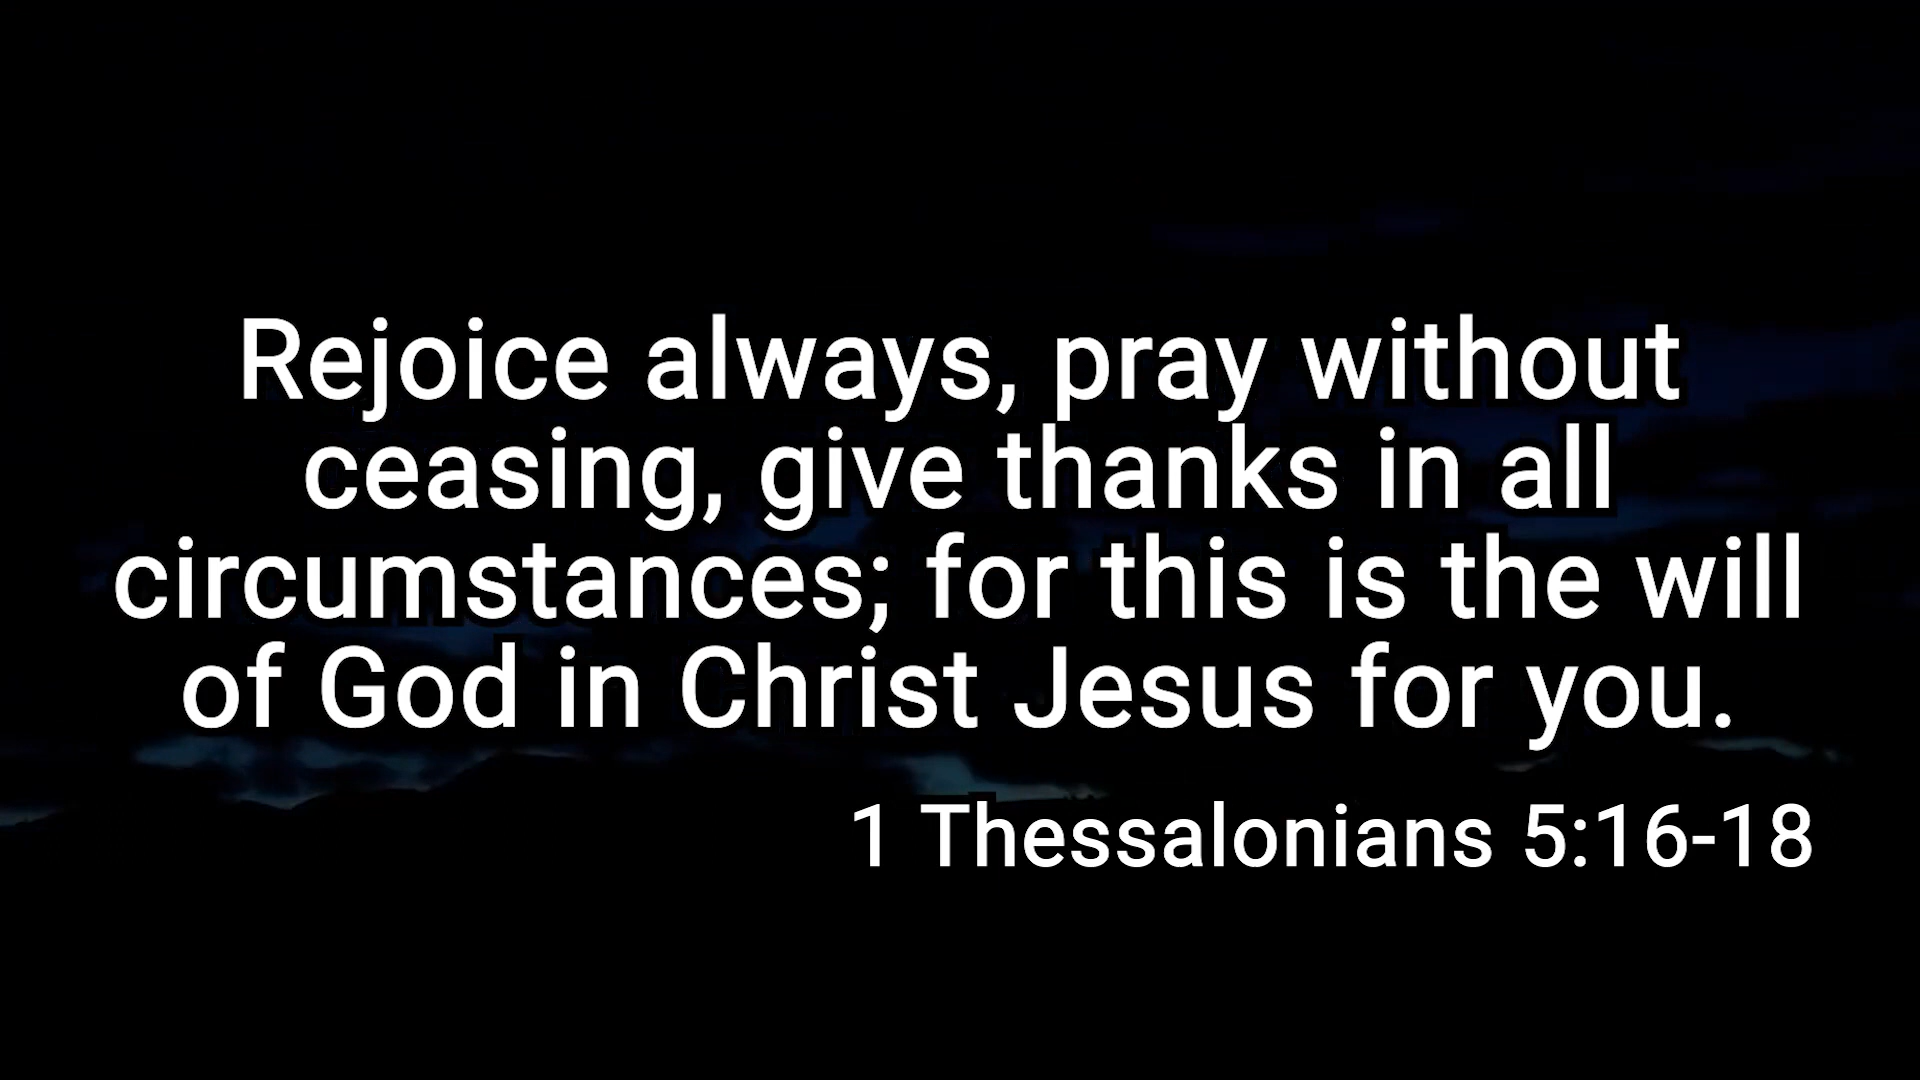 Rejoice always, pray without
ceasing, give thanks in all
circumstances; for this is the will
of God in Christ Jesus for you.
1 Thessalonians 5:16-18